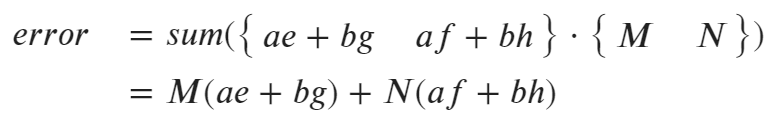 error = sum({ ae + bg af + bh } · { M N })
= M(ae + bg) + N(af + bh)